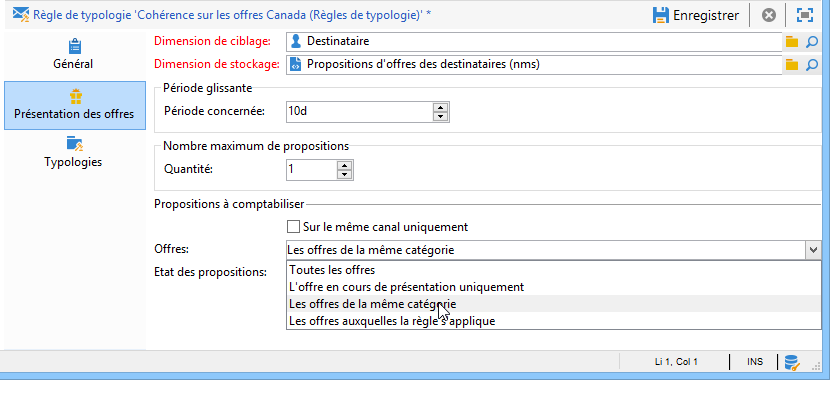 Règle de typologie 'Cohérence sur les offres Canada (Règles de typologie)' *
Enregistrer
Général
Présentation des offres
Typologies
Dimension de ciblage: Destinataire
Dimension de stockage: Propositions d'offres des destinataires (nms)
Période glissante
Période concernée: 10d
Nombre maximum de propositions
Quantité: 1
Propositions à comptabiliser
Sur le même canal uniquement
Offres: Les offres de la même catégorie
Etat des propositions:
Toutes les offres
L'offre en cours de présentation uniquement
Les offres de la même catégorie
Les offres auxquelles la règle s'applique
Li 1, Col 1
INS